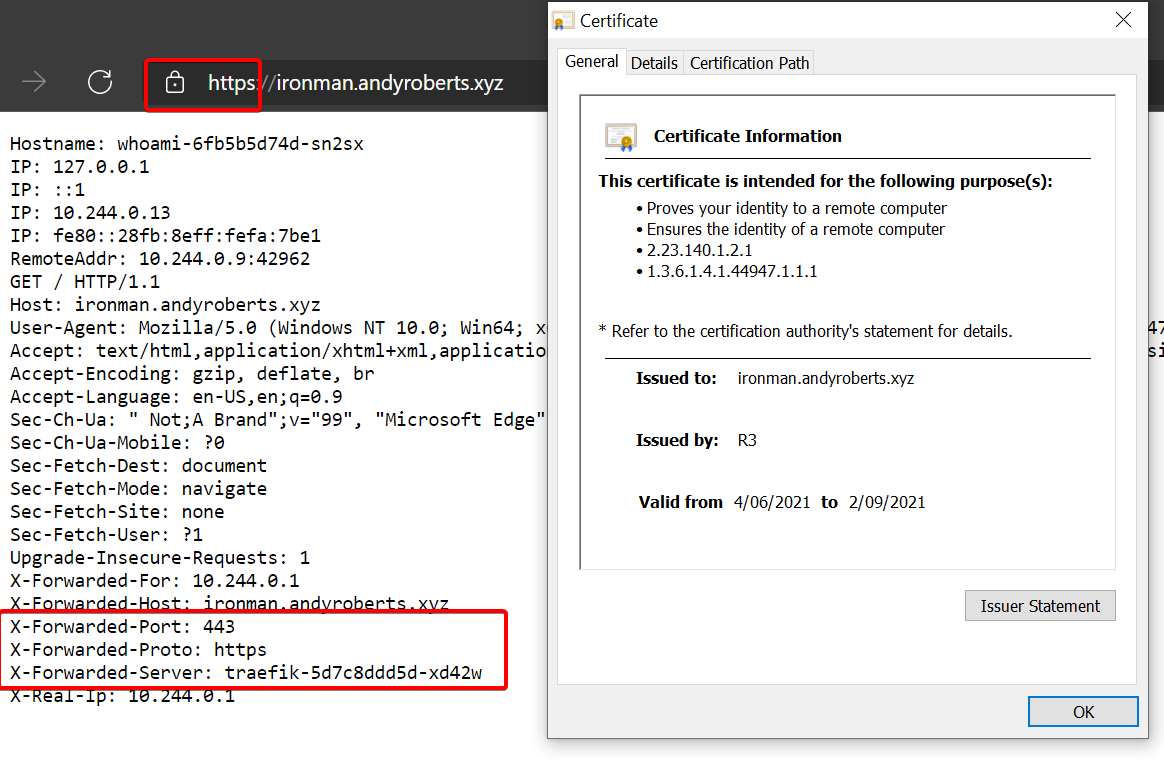 https://ironman.andyroberts.xyz
Hostname: whoami-6fb5b5d74d-sn2sx
IP: 127.0.0.1
IP: ::1
IP: 10.244.0.13
IP: fe80::28fb:8eff:fefa:7be1
RemoteAddr: 10.244.0.9:42962
GET / HTTP/1.1
Host: ironman.andyroberts.xyz
User-Agent: Mozilla/5.0 (Windows NT 10.0; Win64; x
Accept: text/html,application/xhtml+xml,applicatio
Accept-Encoding: gzip, deflate, br
Accept-Language: en-US,en;q=0.9
Sec-Ch-Ua: " Not;A Brand";v="99", "Microsoft Edge"
Sec-Ch-Ua-Mobile: ?0
Sec-Fetch-Dest: document
Sec-Fetch-Mode: navigate
Sec-Fetch-Site: none
Sec-Fetch-User: ?1
Upgrade-Insecure-Requests: 1
X-Forwarded-For: 10.244.0.1
X-Forwarded-Host: ironman.andyroberts.xyz
X-Forwarded-Port: 443
X-Forwarded-Proto: https
X-Forwarded-Server: traefik-5d7c8ddd5d-xd42w
X-Real-Ip: 10.244.0.1
Certificate
General Details Certification Path
Certificate Information
This certificate is intended for the following purpose(s):
• Proves your identity to a remote computer
• Ensures the identity of a remote computer
• 2.23.140.1.2.1
• 1.3.6.1.4.1.44947.1.1.1
* Refer to the certification authority's statement for details.
Issued to: ironman.andyroberts.xyz
Issued by: R3
Valid from 4/06/2021 to 2/09/2021
Issuer Statement
OK